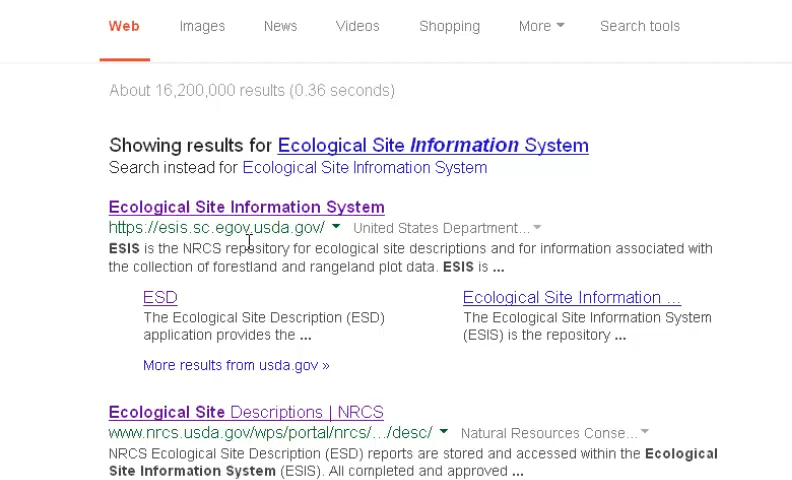 Web Images News Videos Shopping More Search tools
About 16,200,000 results (0.36 seconds)
Showing results for Ecological Site Information System
Search instead for Ecological Site Infromation System
Ecological Site Information System
https://esis.sc.egov.usda.gov/ United States Department...
ESIS is the NRCS repository for ecological site descriptions and for information associated with
the collection of forestland and rangeland plot data. ESIS is ...
ESD
The Ecological Site Description (ESD)
application provides the ...
Ecological Site Information ...
The Ecological Site Information System
(ESIS) is the repository ...
More results from usda.gov »
Ecological Site Descriptions | NRCS
www.nrcs.usda.gov/wps/portal/nrcs/.../desc/ Natural Resources Conse...
NRCS Ecological Site Description (ESD) reports are stored and accessed within the Ecological
Site Information System (ESIS). All completed and approved ...